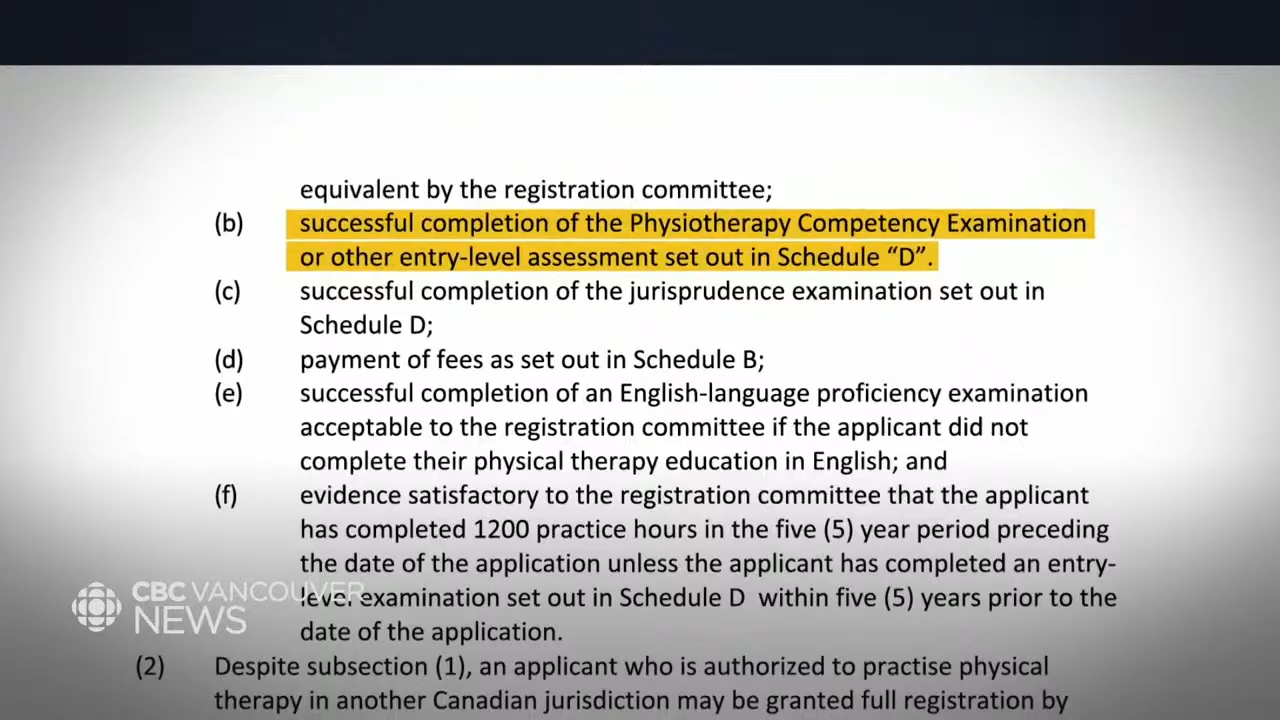 equivalent by the registration committee;
(b) successful completion of the Physiotherapy Competency Examination
or other entry-level assessment set out in Schedule “D”.
(c) successful completion of the jurisprudence examination set out in
Schedule D;
(d) payment of fees as set out in Schedule B;
(e) successful completion of an English-language proficiency examination
acceptable to the registration committee if the applicant did not
complete their physical therapy education in English; and
(f) evidence satisfactory to the registration committee that the applicant
has completed 1200 practice hours in the five (5) year period preceding
the date of the application unless the applicant has completed an entry-
level examination set out in Schedule D within five (5) years prior to the
date of the application.
(2) Despite subsection (1), an applicant who is authorized to practise physical
therapy in another Canadian jurisdiction may be granted full registration by
CBC VANCOUVER
NEWS